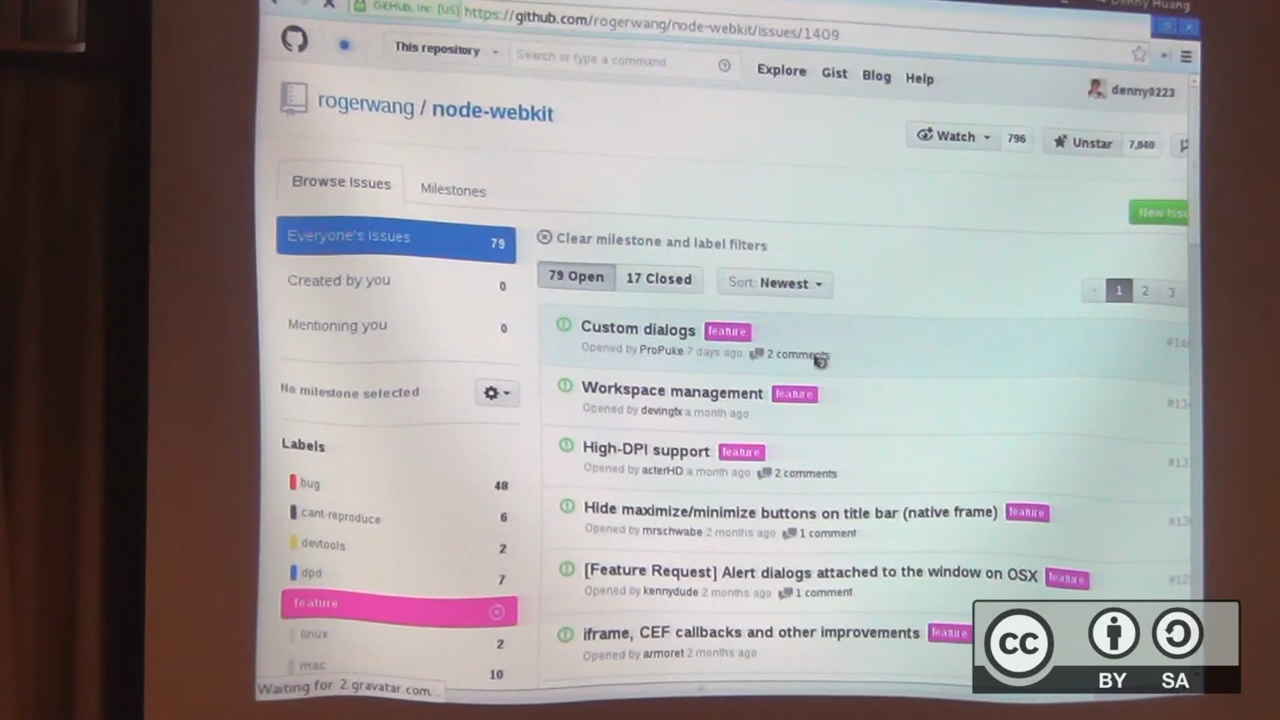 Denny Huang
GitHub, Inc. [US] https://github.com/rogerwang/node-webkit/issues/1409
This repository
Search or type a command
Explore Gist Blog Help
denny0223
rogerwang / node-webkit
Watch 796
Unstar 7,840
Browse Issues
Milestones
New Issu
Everyone's Issues 79
Created by you 0
Mentioning you 0
No milestone selected
Labels
bug 48
cant-reproduce 6
devtools 2
dpd 7
feature
linux 2
mac 10
Waiting for 2.gravatar.com...
Clear milestone and label filters
79 Open 17 Closed Sort: Newest
1 2 3
Custom dialogs feature
Opened by ProPuke 7 days ago 2 comments
Workspace management feature
Opened by devingfx a month ago
High-DPI support feature
Opened by acterHD a month ago 2 comments
Hide maximize/minimize buttons on title bar (native frame) feature
Opened by mrschwabe 2 months ago 1 comment
[Feature Request] Alert dialogs attached to the window on OSX feature
Opened by kennydude 2 months ago 1 comment
iframe, CEF callbacks and other improvements feature
Opened by armoret 2 months ago
cc
BY SA